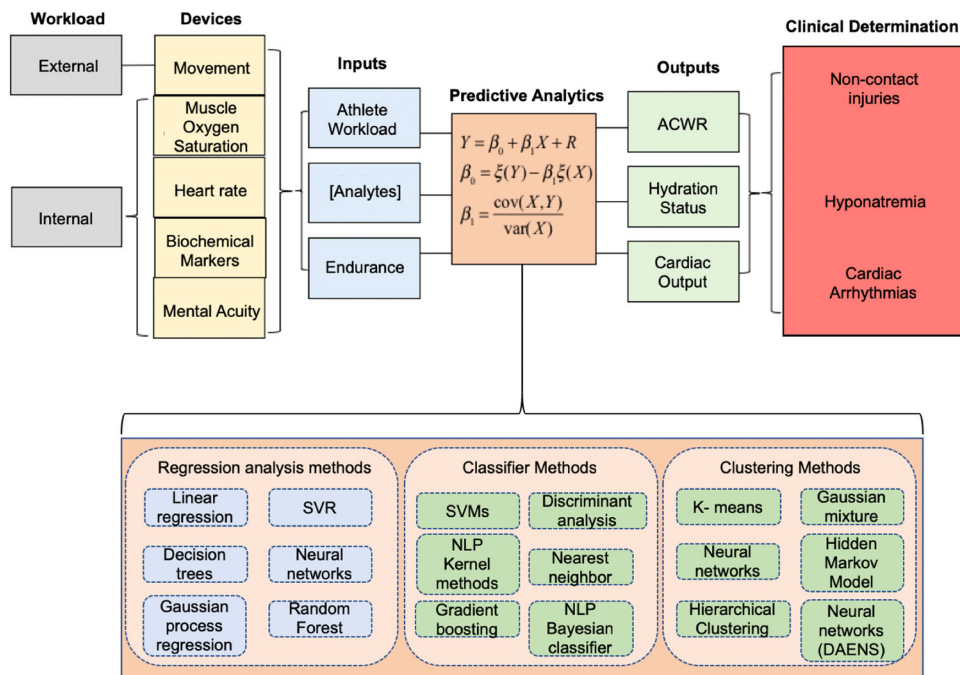 Workload
Devices
Inputs
Predictive Analytics
Outputs
Clinical Determination
External
Internal
Movement
Muscle
Oxygen
Saturation
Heart rate
Biochemical
Markers
Mental Acuity
Athlete
Workload
[Analytes]
Endurance
Y = β₀ + β₁X + R
β₀ = ξ(Y) − β₁ξ(X)
β₁ = cov(X,Y)
var(X)
ACWR
Hydration
Status
Cardiac
Output
Non-contact
injuries
Hyponatremia
Cardiac
Arrhythmias
Regression analysis methods
Linear
regression
SVR
Decision
trees
Neural
networks
Gaussian
process
regression
Random
Forest
Classifier Methods
SVMs
Discriminant
analysis
NLP
Kernel
methods
Nearest
neighbor
Gradient
boosting
NLP
Bayesian
classifier
Clustering Methods
K- means
Gaussian
mixture
Neural
networks
Hidden
Markov
Model
Hierarchical
Clustering
Neural
networks
(DAENS)